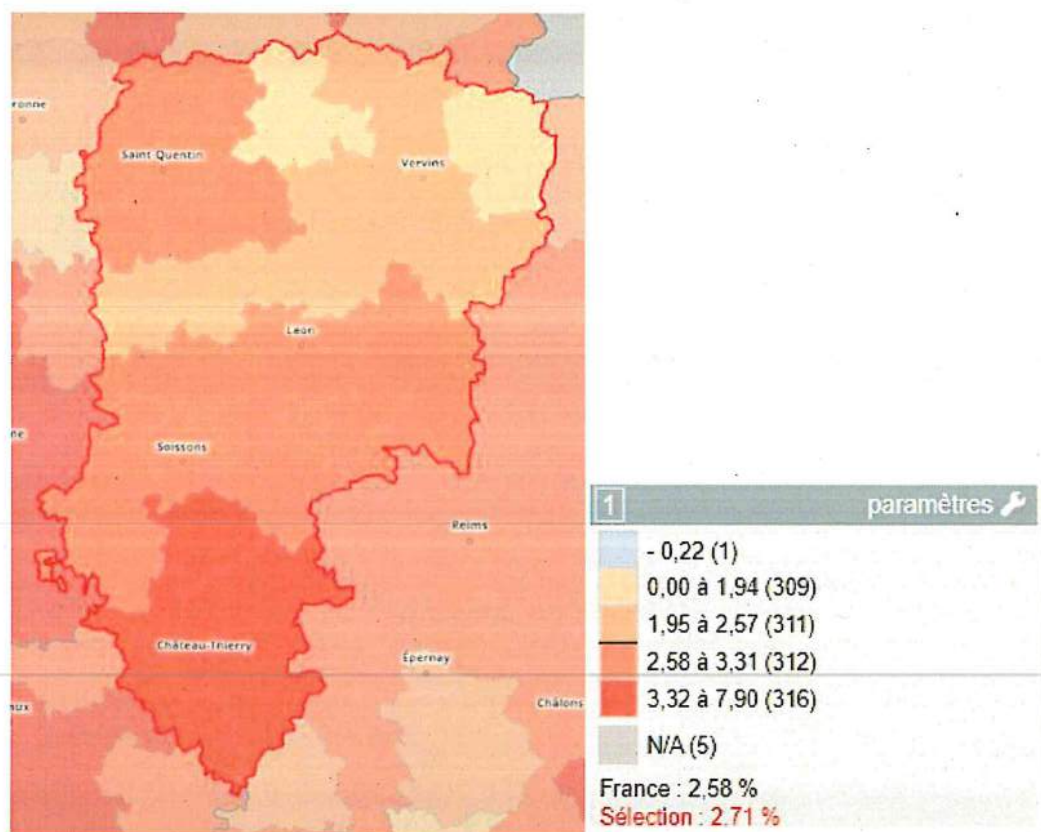 ronne
Saint Quentin
Vervins
Laon
ne
Soissons
Reims
Château-Thierry
Épernay
ux
Châlons
1 paramètres
- 0,22 (1)
0,00 à 1,94 (309)
1,95 à 2,57 (311)
2,58 à 3,31 (312)
3,32 à 7,90 (316)
N/A (5)
France : 2,58 %
Sélection : 2.71 %